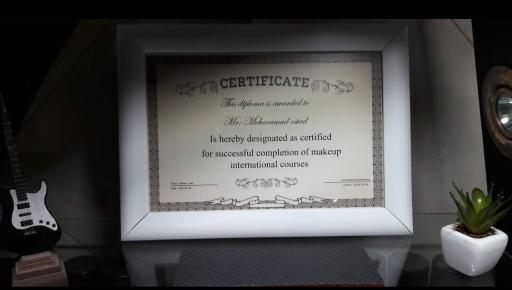 CERTIFICATE
This diploma is awarded to
Mr: Mohammad ostad
Is hereby designated as certified
for successful completion of makeup
international courses